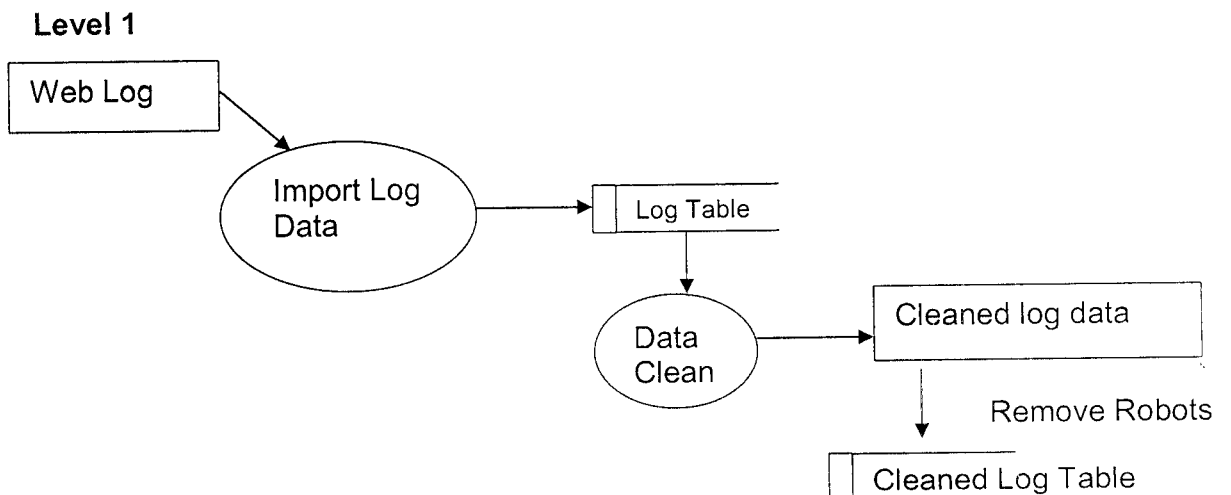 Level 1
Web Log
Import Log
Data
Log Table
Data
Clean
Cleaned log data
Remove Robots
Cleaned Log Table